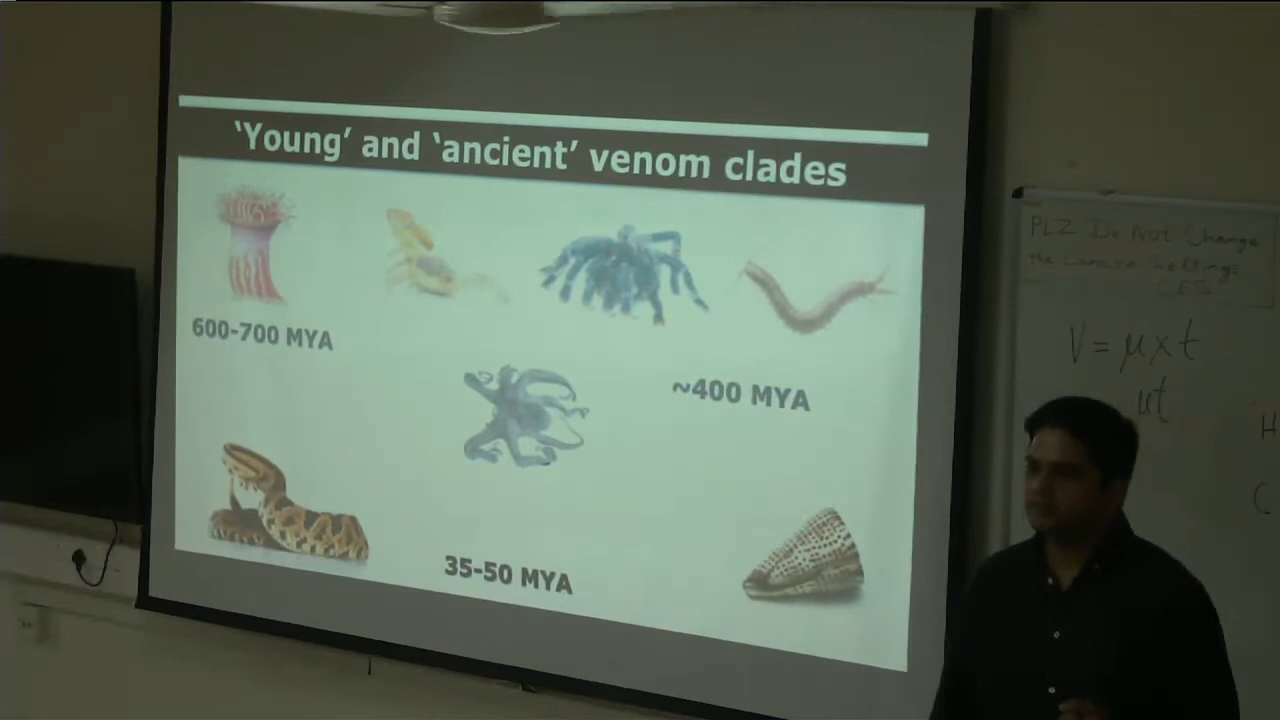 'Young' and 'ancient' venom clades
600-700 MYA
~400 MYA
35-50 MYA
PLZ Do Not Change
the Camera Settings
V = μ x t
μt
H
C